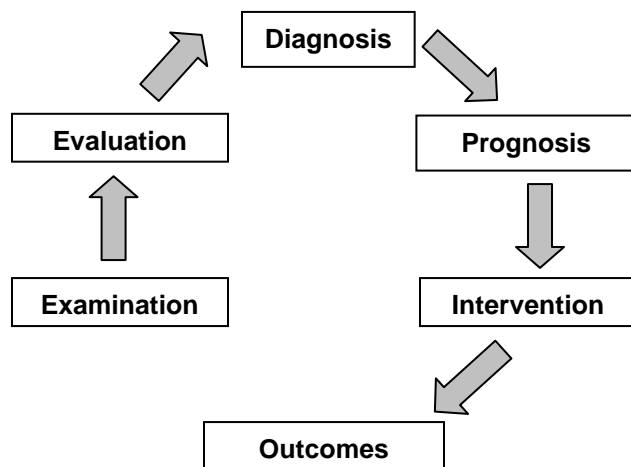 Diagnosis
Evaluation
Prognosis
Examination
Intervention
Outcomes